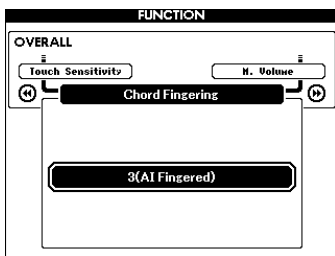 FUNCTION
OVERALL
Touch Sensitivity
M. Volume
Chord Fingering
3(AI Fingered)